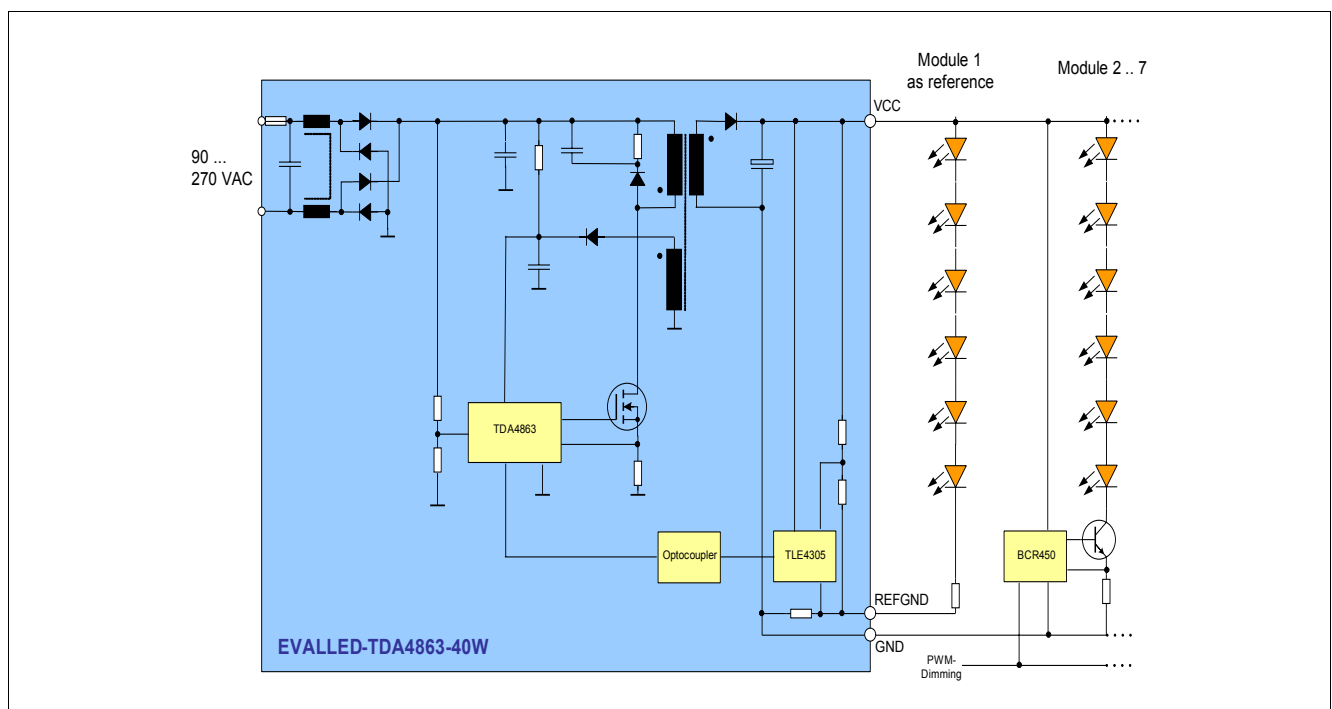 Module 1
as reference
Module 2 .. 7
VCC
90 ...
270 VAC
TDA4863
Optocoupler
TLE4305
BCR450
REFGND
GND
EVALLED-TDA4863-40W
PWM-
Dimming